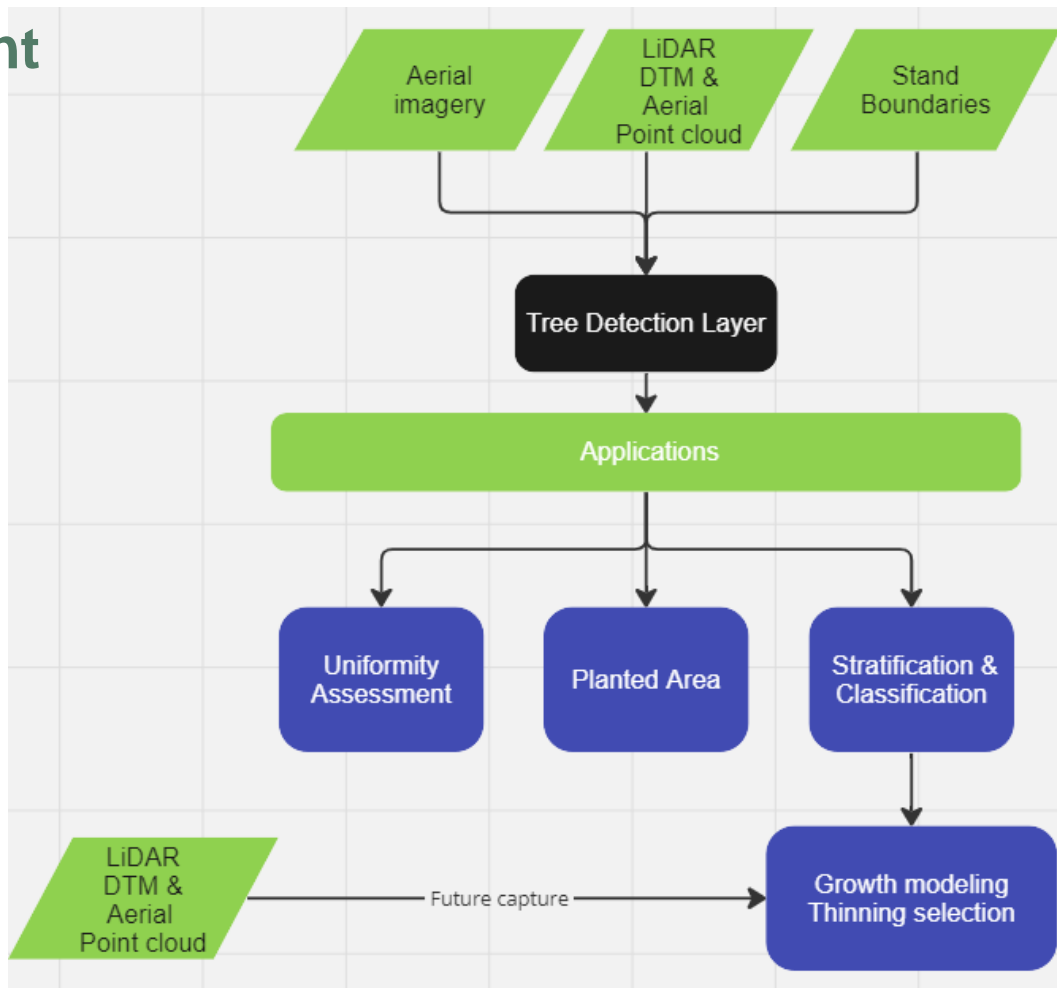 nt
Aerial
imagery
LiDAR
DTM &
Aerial
Point cloud
Stand
Boundaries
Tree Detection Layer
Applications
Uniformity
Assessment
Planted Area
Stratification &
Classification
LiDAR
DTM &
Aerial
Point cloud
Future capture
Growth modeling
Thinning selection